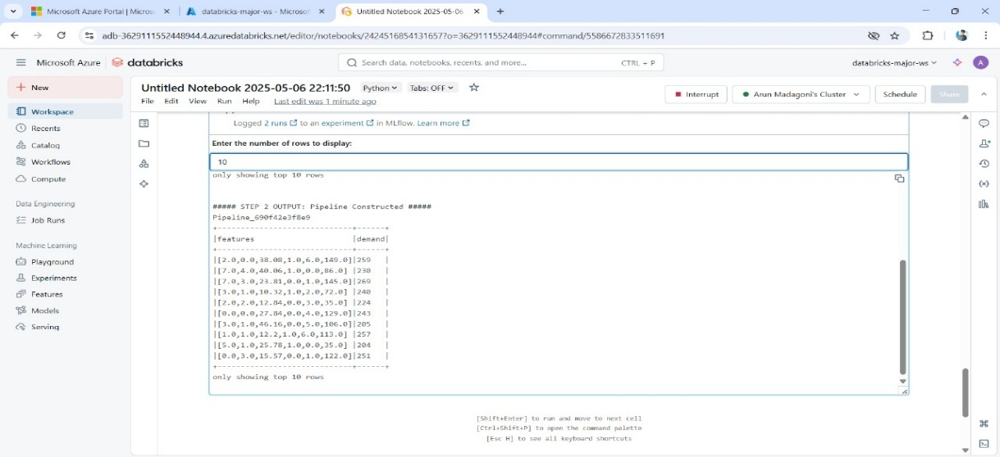 Microsoft Azure Portal | Micros
databricks-major-ws - Microsof
Untitled Notebook 2025-05-06
adb-3629111552448944.4.azuredatabricks.net/editor/notebooks/2424516854131657?o=3629111552448944#command/5586672833511691
Microsoft Azure
databricks
Search data, notebooks, recents, and more...
CTRL + P
databricks-major-ws
A
New
Workspace
Recents
Catalog
Workflows
Compute
Data Engineering
Job Runs
Machine Learning
Playground
Experiments
Features
Models
Serving
Untitled Notebook 2025-05-06 22:11:50
Python
Tabs: OFF
File Edit View Run Help Last edit was 1 minute ago
Interrupt
Arun Madagoni's Cluster
Schedule
Share
Logged 2 runs to an experiment in MLflow. Learn more
Enter the number of rows to display:
10
only showing top 10 rows
##### STEP 2 OUTPUT: Pipeline Constructed #####
Pipeline_690f42e3f8e9
+------------------------------+------+
|features |demand|
+------------------------------+------+
|[2.0,0.0,38.08,1.0,6.0,149.0]|259 |
|[7.0,4.0,40.06,1.0,0.0,86.0] |230 |
|[7.0,3.0,23.81,0.0,1.0,145.0]|269 |
|[3.0,1.0,10.32,1.0,2.0,72.0] |240 |
|[2.0,2.0,12.84,0.0,3.0,35.0] |224 |
|[0.0,0.0,27.84,0.0,4.0,129.0]|243 |
|[3.0,1.0,46.16,0.0,5.0,106.0]|205 |
|[1.0,1.0,12.2,1.0,6.0,113.0] |257 |
|[5.0,1.0,25.78,1.0,0.0,35.0] |204 |
|[0.0,3.0,15.57,0.0,1.0,122.0]|251 |
+------------------------------+------+
only showing top 10 rows
[Shift+Enter] to run and move to next cell
[Ctrl+Shift+P] to open the command palette
[Esc H] to see all keyboard shortcuts